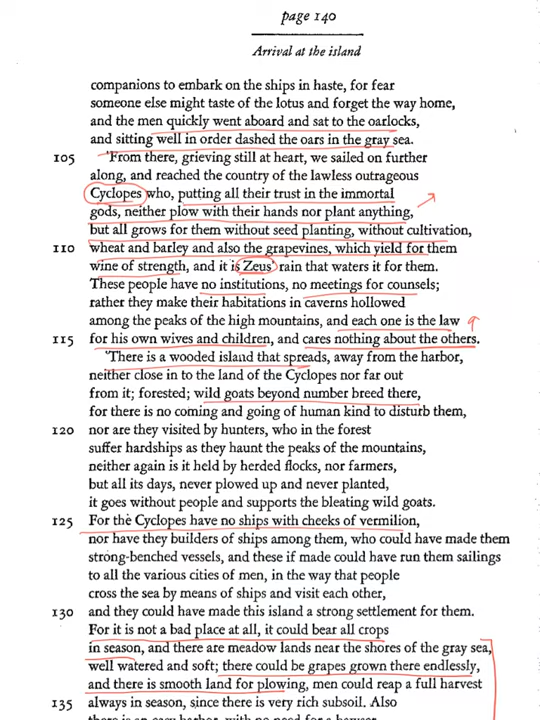 page 140
Arrival at the island
companions to embark on the ships in haste, for fear
someone else might taste of the lotus and forget the way home,
and the men quickly went aboard and sat to the oarlocks,
and sitting well in order dashed the oars in the gray sea.
105 'From there, grieving still at heart, we sailed on further
along, and reached the country of the lawless outrageous
Cyclopes who, putting all their trust in the immortal
gods, neither plow with their hands nor plant anything,
but all grows for them without seed planting, without cultivation,
110 wheat and barley and also the grapevines, which yield for them
wine of strength, and it is Zeus' rain that waters it for them.
These people have no institutions, no meetings for counsels;
rather they make their habitations in caverns hollowed
among the peaks of the high mountains, and each one is the law
115 for his own wives and children, and cares nothing about the others.
'There is a wooded island that spreads, away from the harbor,
neither close in to the land of the Cyclopes nor far out
from it; forested; wild goats beyond number breed there,
for there is no coming and going of human kind to disturb them,
120 nor are they visited by hunters, who in the forest
suffer hardships as they haunt the peaks of the mountains,
neither again is it held by herded flocks, nor farmers,
but all its days, never plowed up and never planted,
it goes without people and supports the bleating wild goats.
125 For the Cyclopes have no ships with cheeks of vermilion,
nor have they builders of ships among them, who could have made them
strong-benched vessels, and these if made could have run them sailings
to all the various cities of men, in the way that people
cross the sea by means of ships and visit each other,
130 and they could have made this island a strong settlement for them.
For it is not a bad place at all, it could bear all crops
in season, and there are meadow lands near the shores of the gray sea,
well watered and soft; there could be grapes grown there endlessly,
and there is smooth land for plowing, men could reap a full harvest
135 always in season, since there is very rich subsoil. Also
there is an easy harbor, with no need for a hawser